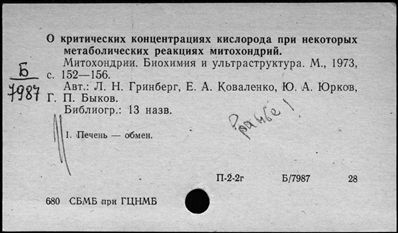 О критических концентрациях кислорода при некоторых
метаболических реакциях митохондрий.
Митохондрии. Биохимия и ультраструктура. М., 1973,
с. 152—156.
Б
7987
Авт.: Л. Н. Гринберг, Е. А. Коваленко, Ю. А. Юрков,
Г. П. Быков.
Библиогр.: 13 назв.
1. Печень — обмен.
П-2-2г Б/7987 28
680 СБМБ при ГЦНМБ